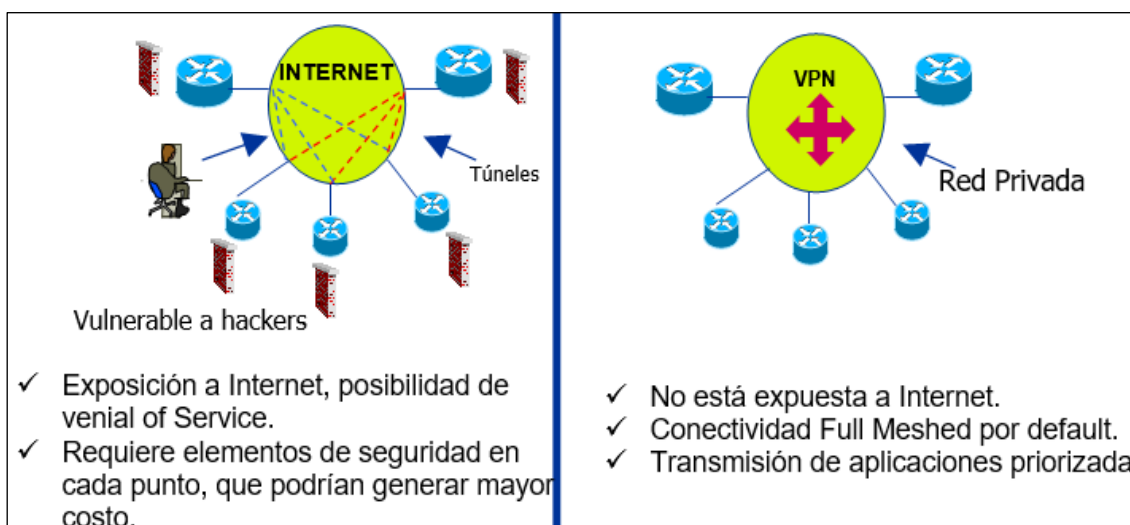 INTERNET
Túneles
Vulnerable a hackers
✓ Exposición a Internet, posibilidad de
venial of Service.
✓ Requiere elementos de seguridad en
cada punto, que podrían generar mayor
costo.
VPN
Red Privada
✓ No está expuesta a Internet.
✓ Conectividad Full Meshed por default.
✓ Transmisión de aplicaciones priorizada